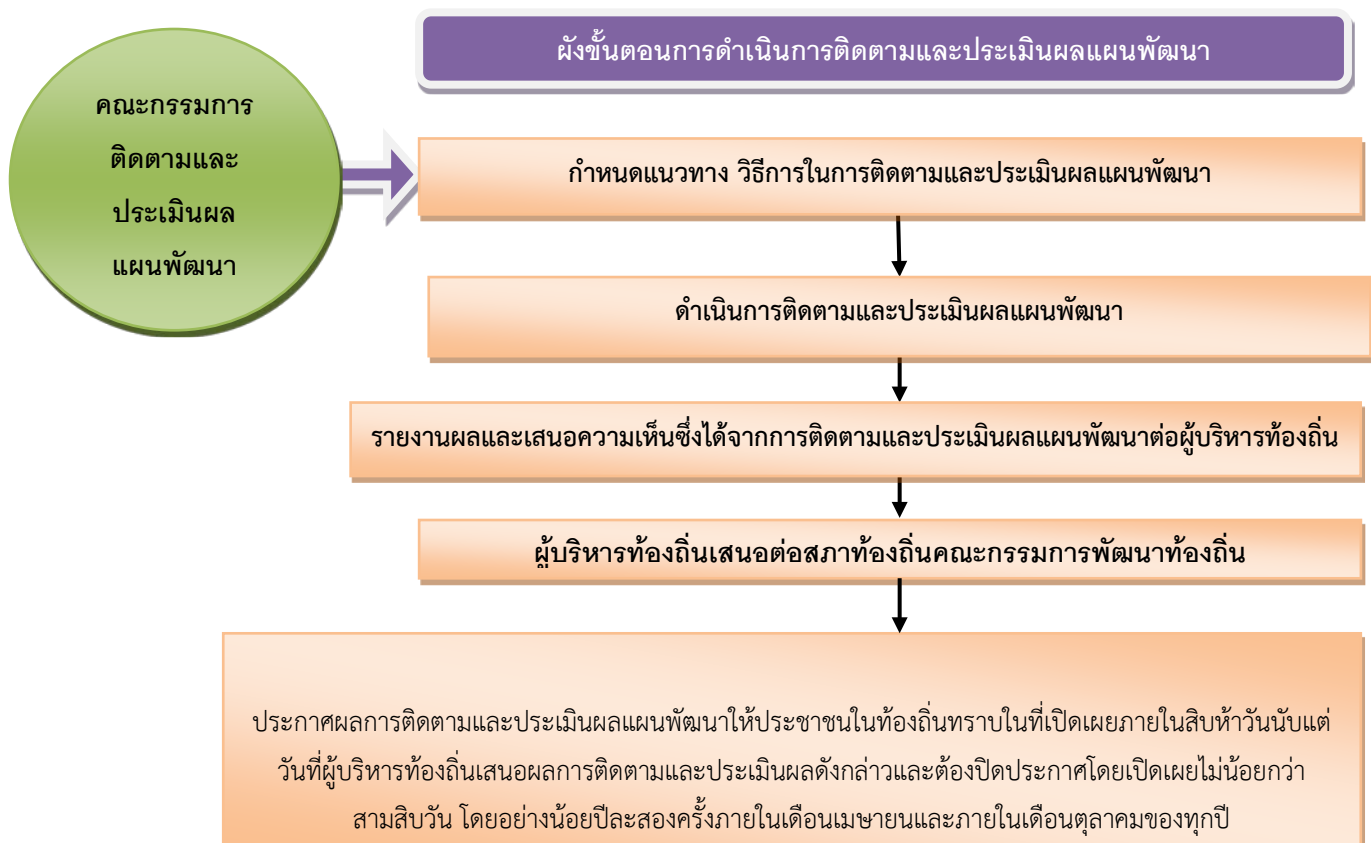 ผังขั้นตอนการดำเนินการติดตามและประเมินผลแผนพัฒนา
คณะกรรมการ
ติดตามและ
ประเมินผล
แผนพัฒนา
กำหนดแนวทาง วิธีการในการติดตามและประเมินผลแผนพัฒนา
ดำเนินการติดตามและประเมินผลแผนพัฒนา
รายงานผลและเสนอความเห็นซึ่งได้จากการติดตามและประเมินผลแผนพัฒนาต่อผู้บริหารท้องถิ่น
ผู้บริหารท้องถิ่นเสนอต่อสภาท้องถิ่นคณะกรรมการพัฒนาท้องถิ่น
ประกาศผลการติดตามและประเมินผลแผนพัฒนาให้ประชาชนในท้องถิ่นทราบในที่เปิดเผยภายในสิบห้าวันนับแต่
วันที่ผู้บริหารท้องถิ่นเสนอผลการติดตามและประเมินผลดังกล่าวและต้องปิดประกาศโดยเปิดเผยไม่น้อยกว่า
สามสิบวัน โดยอย่างน้อยปีละสองครั้งภายในเดือนเมษายนและภายในเดือนตุลาคมของทุกปี